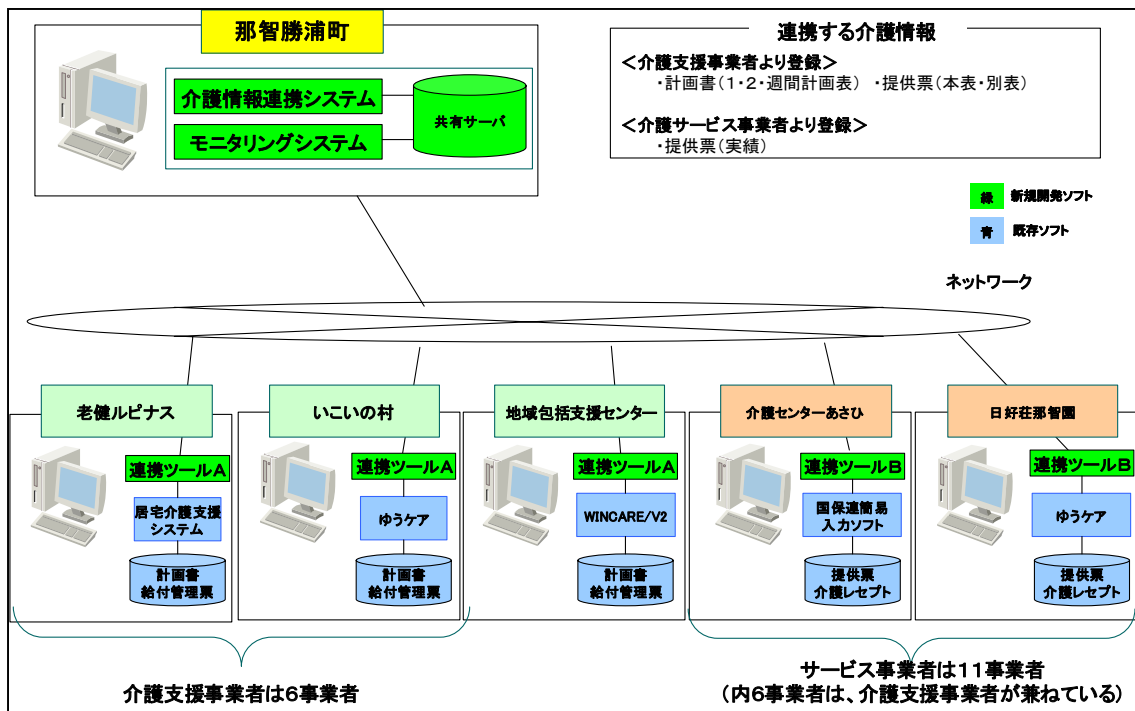 那智勝浦町
介護情報連携システム
モニタリングシステム
共有サーバ
連携する介護情報
＜介護支援事業者より登録＞
・計画書（1・2・週間計画表）　・提供票（本表・別表）
＜介護サービス事業者より登録＞
・提供票（実績）
緑　新規開発ソフト
青　既存ソフト
ネットワーク
老健ルピナス
連携ツールA
居宅介護支援
システム
計画書
給付管理票
いこいの村
連携ツールA
ゆうケア
計画書
給付管理票
地域包括支援センター
連携ツールA
WINCARE/V2
計画書
給付管理票
介護センターあさひ
連携ツールB
国保連簡易
入力ソフト
提供票
介護レセプト
日好荘那智園
連携ツールB
ゆうケア
提供票
介護レセプト
介護支援事業者は6事業者
サービス事業者は11事業者
（内6事業者は、介護支援事業者が兼ねている）